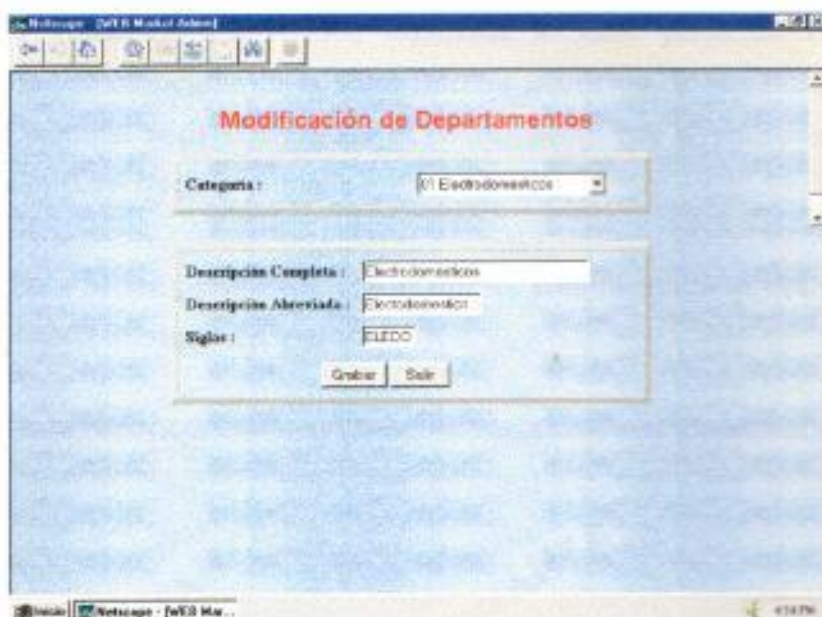 Netscape - [WEB Market Admin]
Modificación de Departamentos
Categoría :
01 Electrodomesticos
Descripción Completa :
Electrodomesticos
Descripción Abreviada :
Electrodomestico
Siglas :
ELEDO
Grabar
Salir
Inicio
Netscape - [WEB Mar...